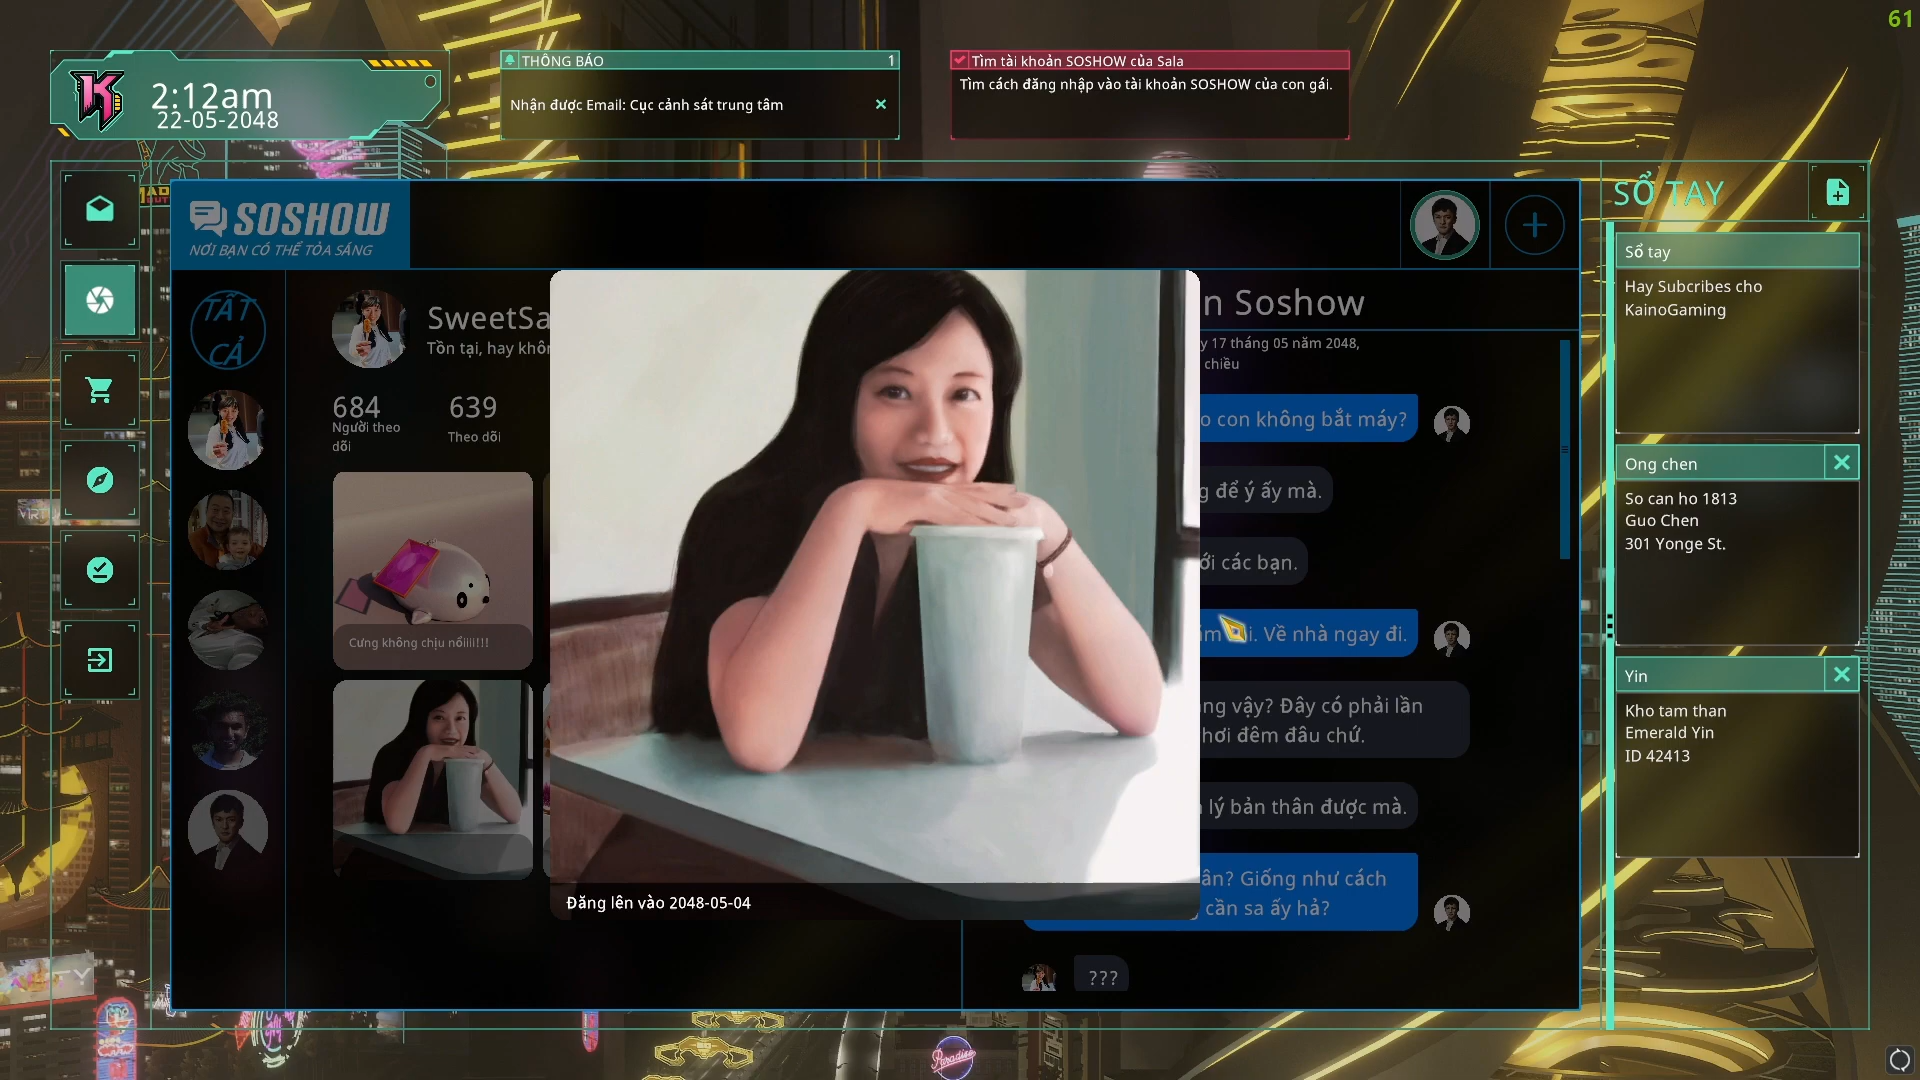 61
2:12am
22-05-2048
THÔNG BÁO
1
Nhận được Email: Cục cảnh sát trung tâm
Tìm tài khoản SOSHOW của Sala
Tìm cách đăng nhập vào tài khoản SOSHOW của con gái.
SOSHOW
NƠI BẠN CÓ THỂ TỎA SÁNG
TẤT
CẢ
SweetSa
Tồn tại, hay khôn
684
Người theo
dõi
639
Theo dõi
Cưng không chịu nổiiiii!!!
Đăng lên vào 2048-05-04
n Soshow
y 17 tháng 05 năm 2048,
chiều
o con không bắt máy?
g để ý ấy mà.
ới các bạn.
i. Về nhà ngay đi.
ng vậy? Đây có phải lần
hơi đêm đâu chứ.
lý bản thân được mà.
ân? Giống như cách
cần sa ấy hả?
???
SỔ TAY
Sổ tay
Hay Subcribes cho
KainoGaming
Ong chen
So can ho 1813
Guo Chen
301 Yonge St.
Yin
Kho tam than
Emerald Yin
ID 42413
Paradise